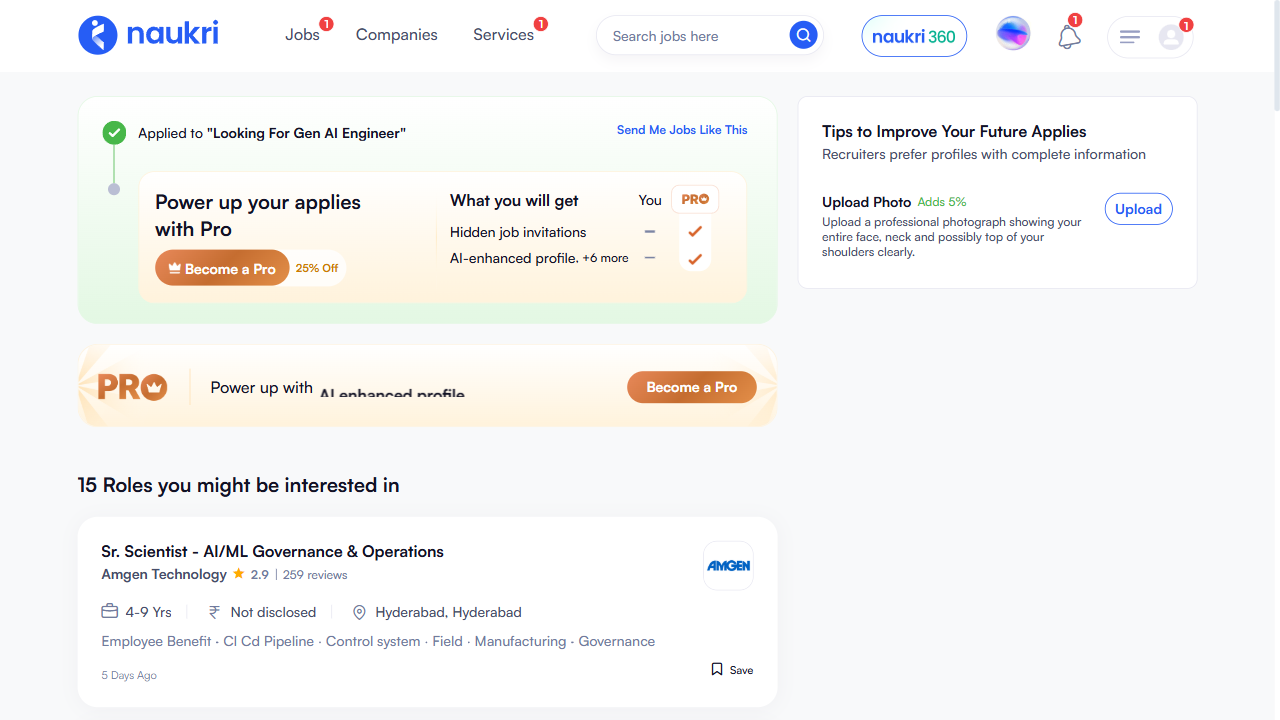 naukri
Jobs 1
Companies
Services 1
Search jobs here
naukri 360
1
1
Applied to "Looking For Gen AI Engineer"
Send Me Jobs Like This
Power up your applies
with Pro
Become a Pro
25% Off
What you will get
You
PRO
Hidden job invitations
AI-enhanced profile. +6 more
Tips to Improve Your Future Applies
Recruiters prefer profiles with complete information
Upload Photo Adds 5%
Upload a professional photograph showing your
entire face, neck and possibly top of your
shoulders clearly.
Upload
PRO
Power up with AI enhanced profile
Become a Pro
15 Roles you might be interested in
Sr. Scientist - AI/ML Governance & Operations
Amgen Technology 2.9 | 259 reviews
AMGEN
4-9 Yrs
₹ Not disclosed
Hyderabad, Hyderabad
Employee Benefit · CI Cd Pipeline · Control system · Field · Manufacturing · Governance
5 Days Ago
Save